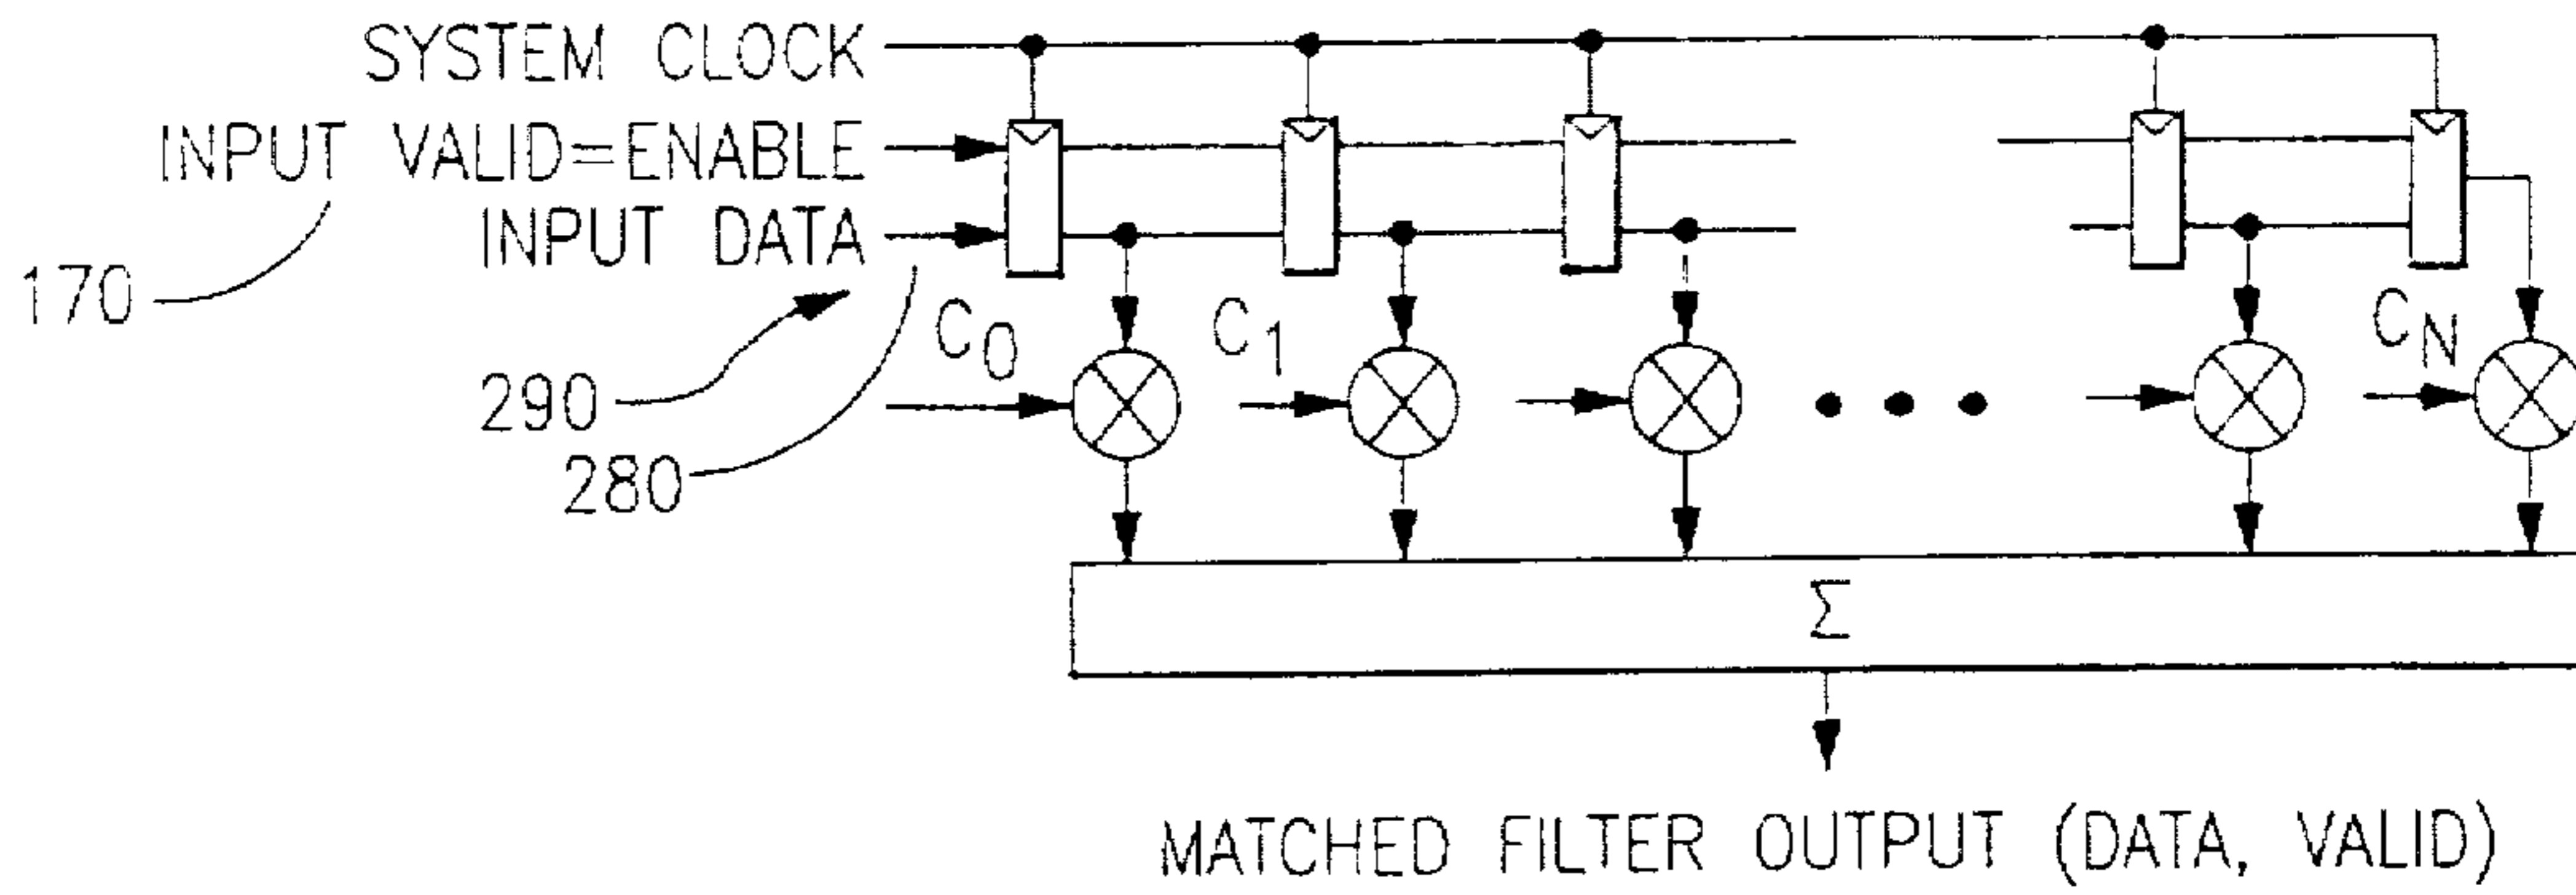 SYSTEM CLOCK
INPUT VALID=ENABLE
INPUT DATA
170
290
280
C0
C1
CN
Σ
MATCHED FILTER OUTPUT (DATA, VALID)